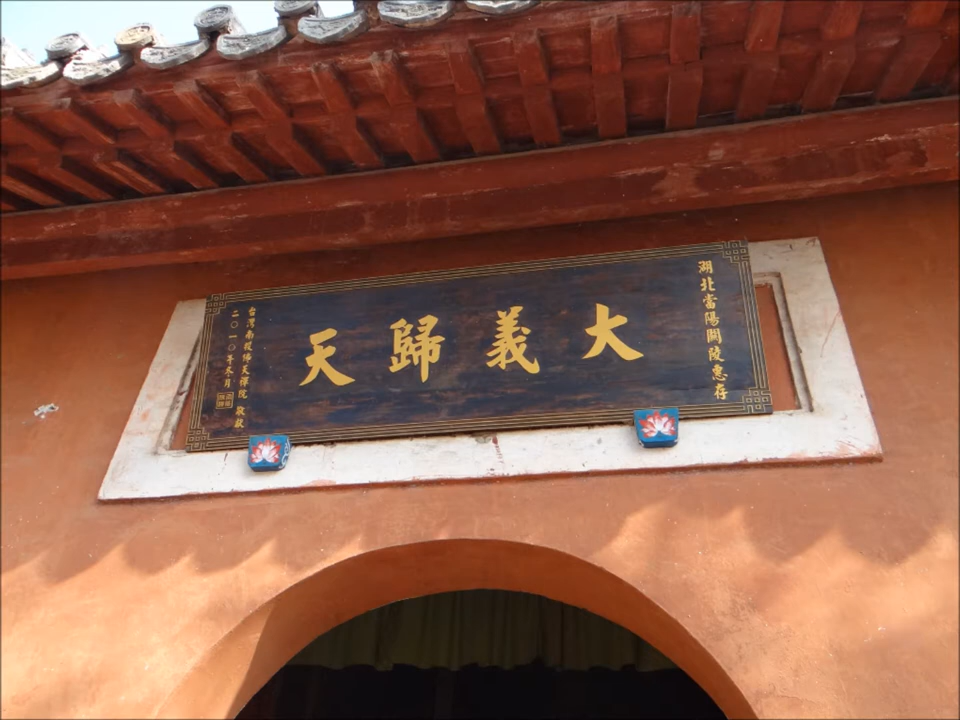 湖北當陽關陵惠存
大義歸天
台灣南投佛天禪院 敬獻
二〇一〇年冬月